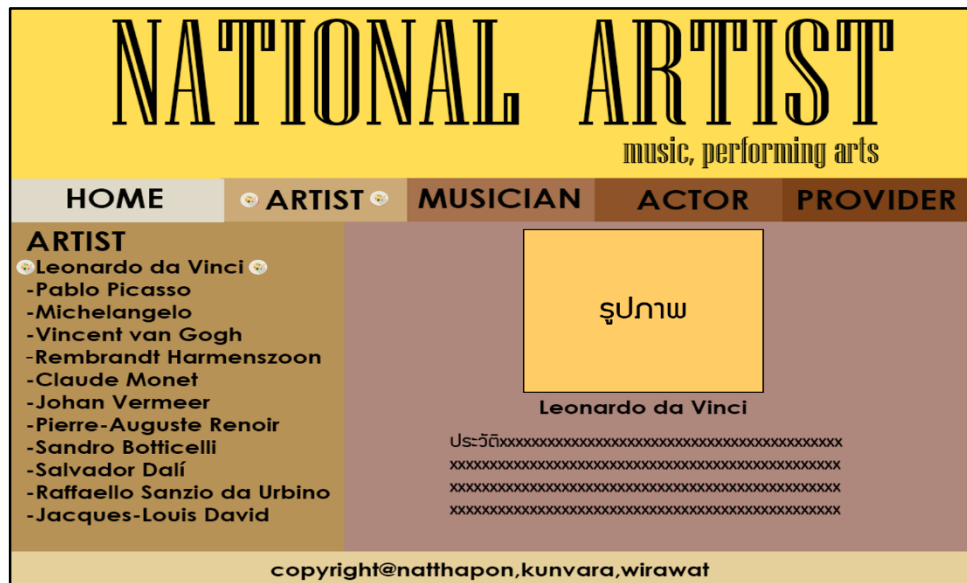 NATIONAL ARTIST
music, performing arts
HOME ARTIST MUSICIAN ACTOR PROVIDER
ARTIST
Leonardo da Vinci
-Pablo Picasso
-Michelangelo
-Vincent van Gogh
-Rembrandt Harmenszoon
-Claude Monet
-Johan Vermeer
-Pierre-Auguste Renoir
-Sandro Botticelli
-Salvador Dalí
-Raffaello Sanzio da Urbino
-Jacques-Louis David
รูปภาพ
Leonardo da Vinci
ประวัติxxxxxxxxxxxxxxxxxxxxxxxxxxxxxxxxxxxxxxxxxx
xxxxxxxxxxxxxxxxxxxxxxxxxxxxxxxxxxxxxxxxxxxxxxxx
xxxxxxxxxxxxxxxxxxxxxxxxxxxxxxxxxxxxxxxxxxxxxxxx
xxxxxxxxxxxxxxxxxxxxxxxxxxxxxxxxxxxxxxxxxxxxxxxx
copyright@natthapon,kunvara,wirawat